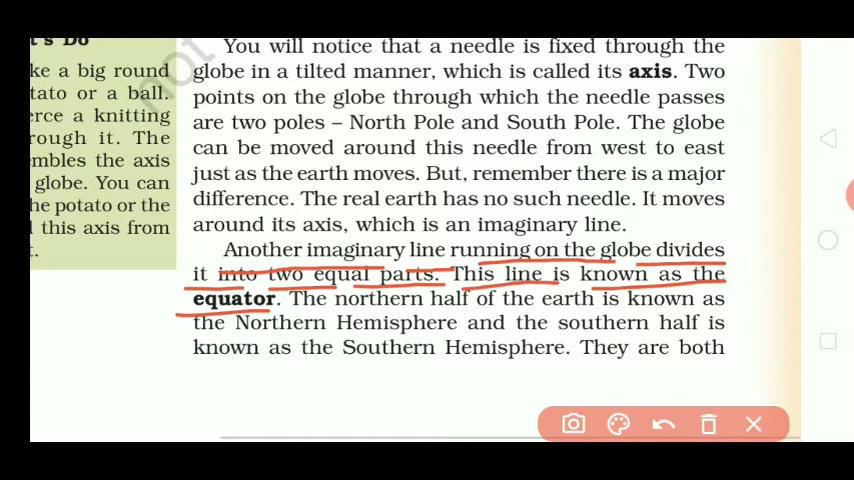 t's Do
ke a big round
tato or a ball.
erce a knitting
rough it. The
embles the axis
globe. You can
he potato or the
l this axis from
t.
not
You will notice that a needle is fixed through the
globe in a tilted manner, which is called its axis. Two
points on the globe through which the needle passes
are two poles – North Pole and South Pole. The globe
can be moved around this needle from west to east
just as the earth moves. But, remember there is a major
difference. The real earth has no such needle. It moves
around its axis, which is an imaginary line.
Another imaginary line running on the globe divides
it into two equal parts. This line is known as the
equator. The northern half of the earth is known as
the Northern Hemisphere and the southern half is
known as the Southern Hemisphere. They are both